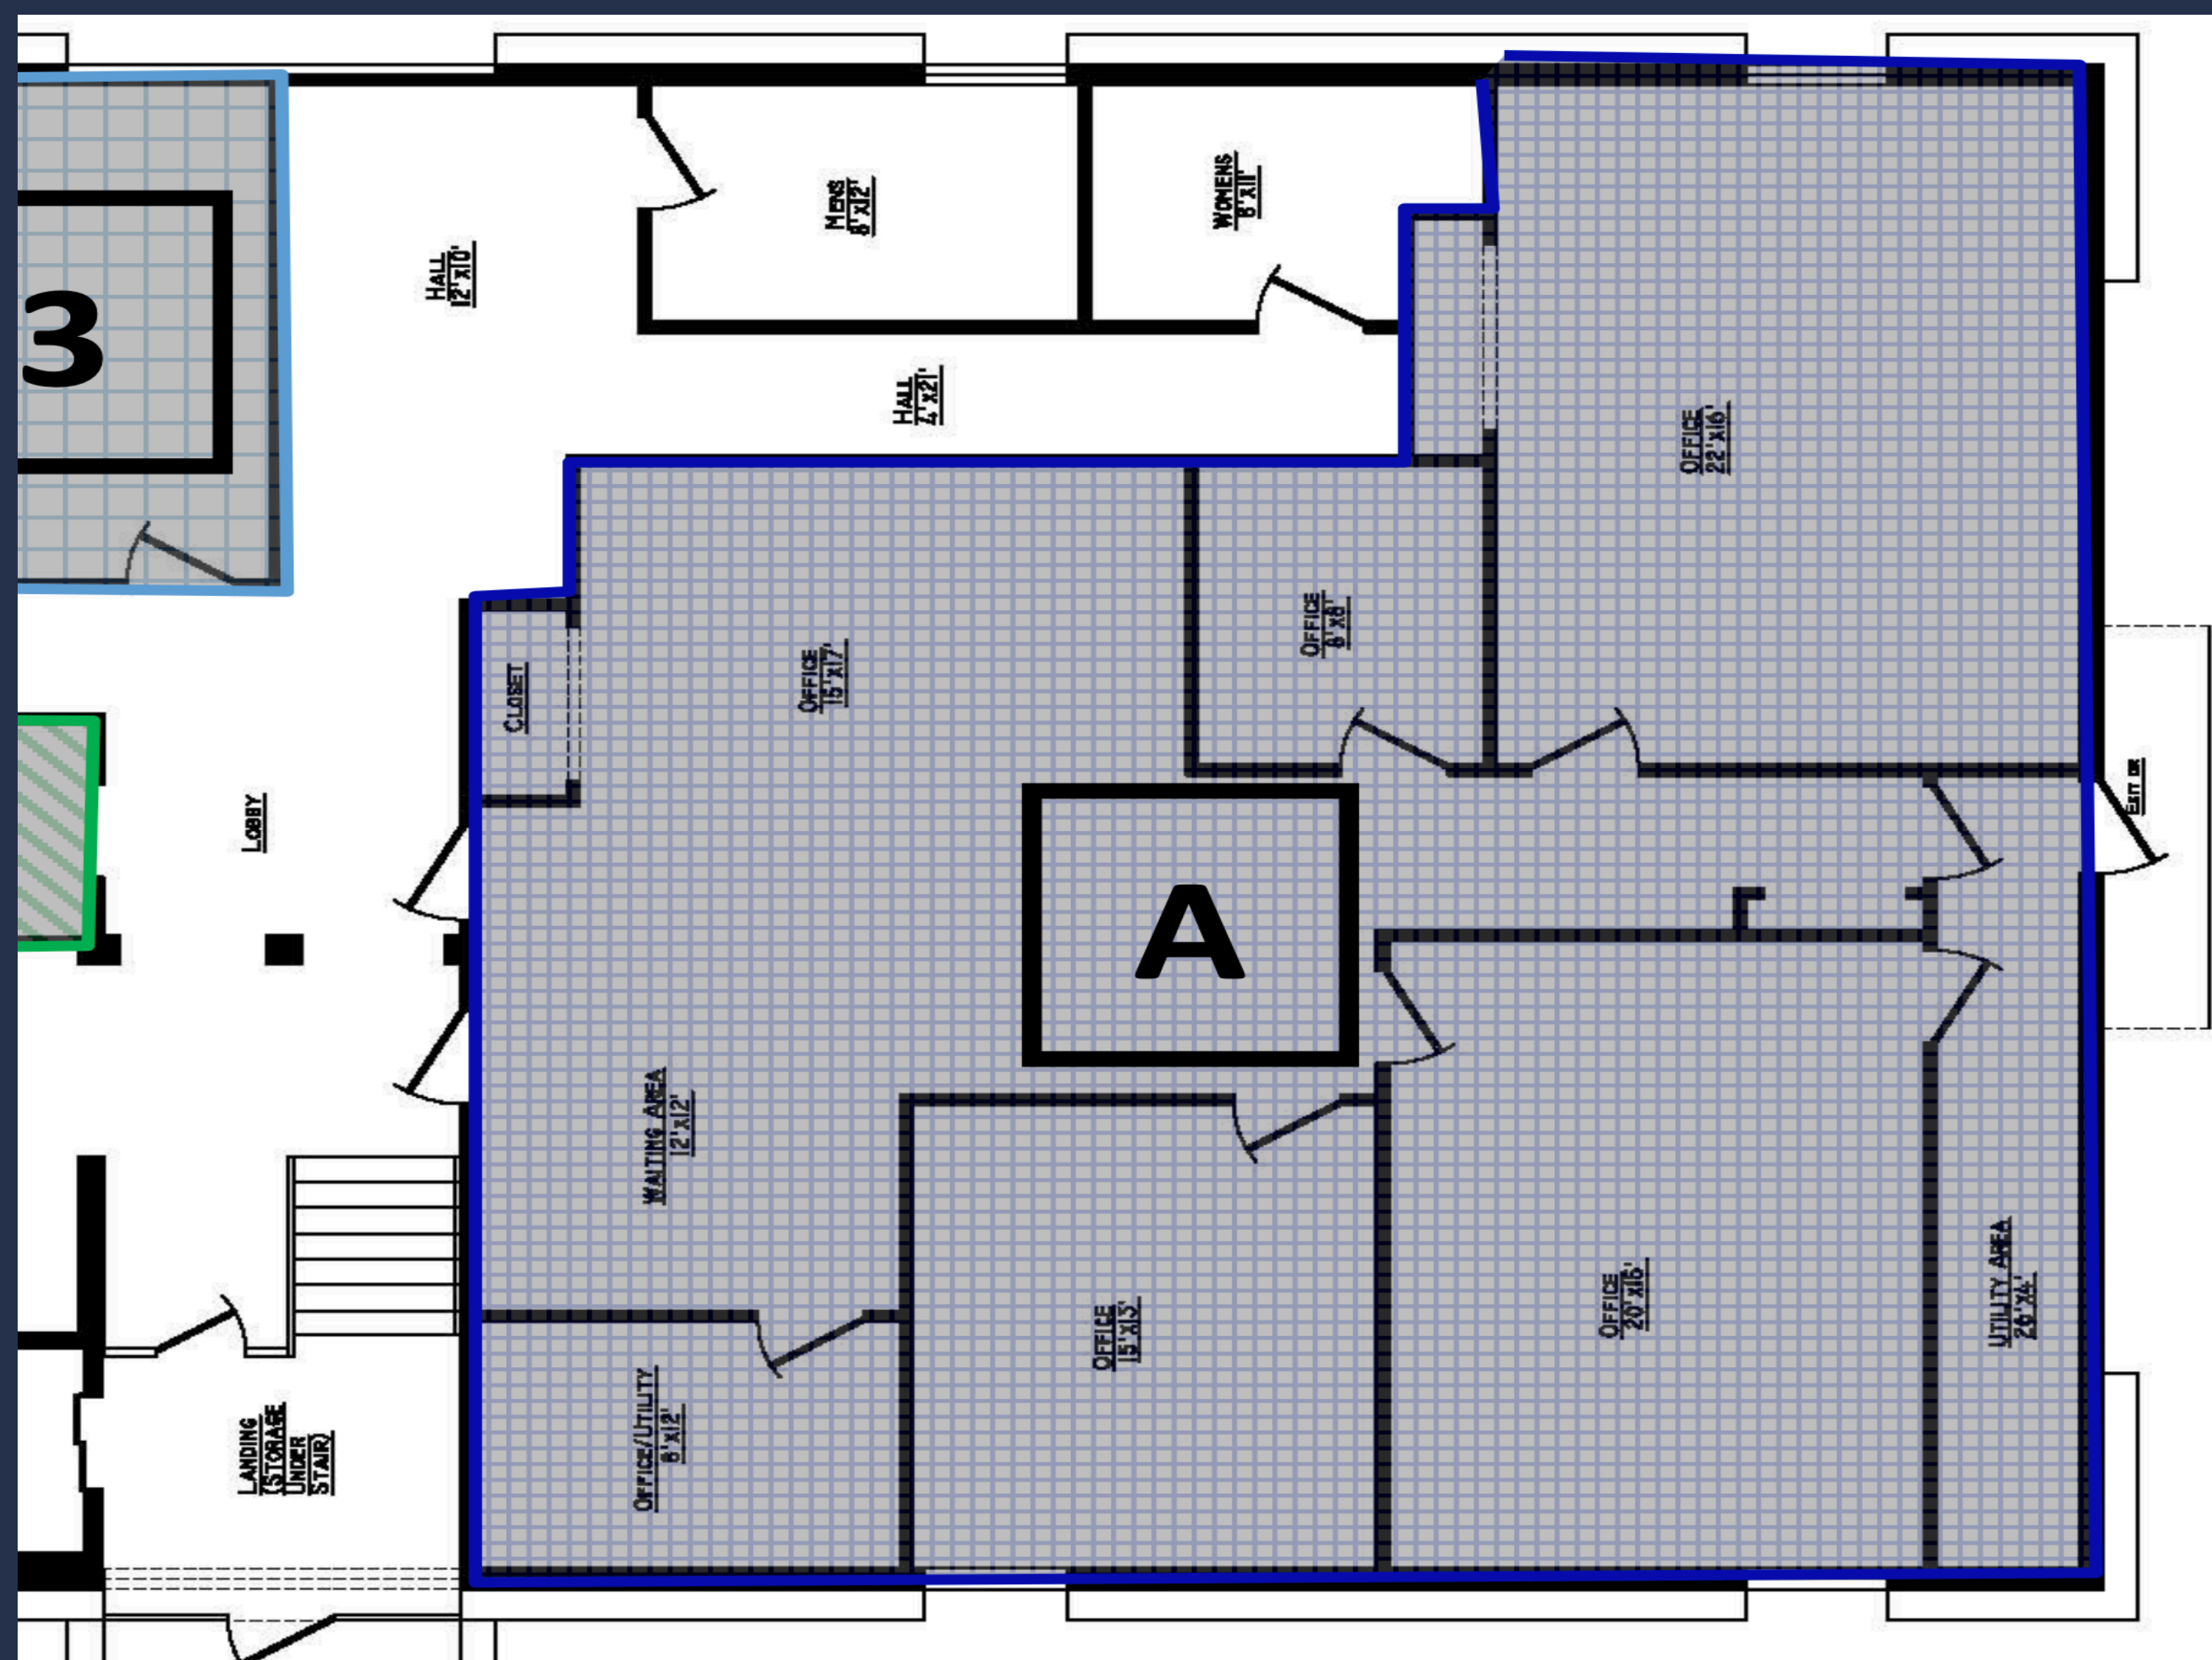 MENS
8'x12'
WOMENS
8'x11'
HALL
12'x10'
3
HALL
4'x21'
OFFICE
22'x16'
CLOSET
OFFICE
15'x17'
OFFICE
8'x8'
LOBBY
EXIT DR
A
WAITING AREA
12'x12'
LANDING
(STORAGE
UNDER
STAIR)
OFFICE/UTILITY
8'x12'
OFFICE
15'x13'
OFFICE
20'x16'
UTILITY AREA
26'x4'